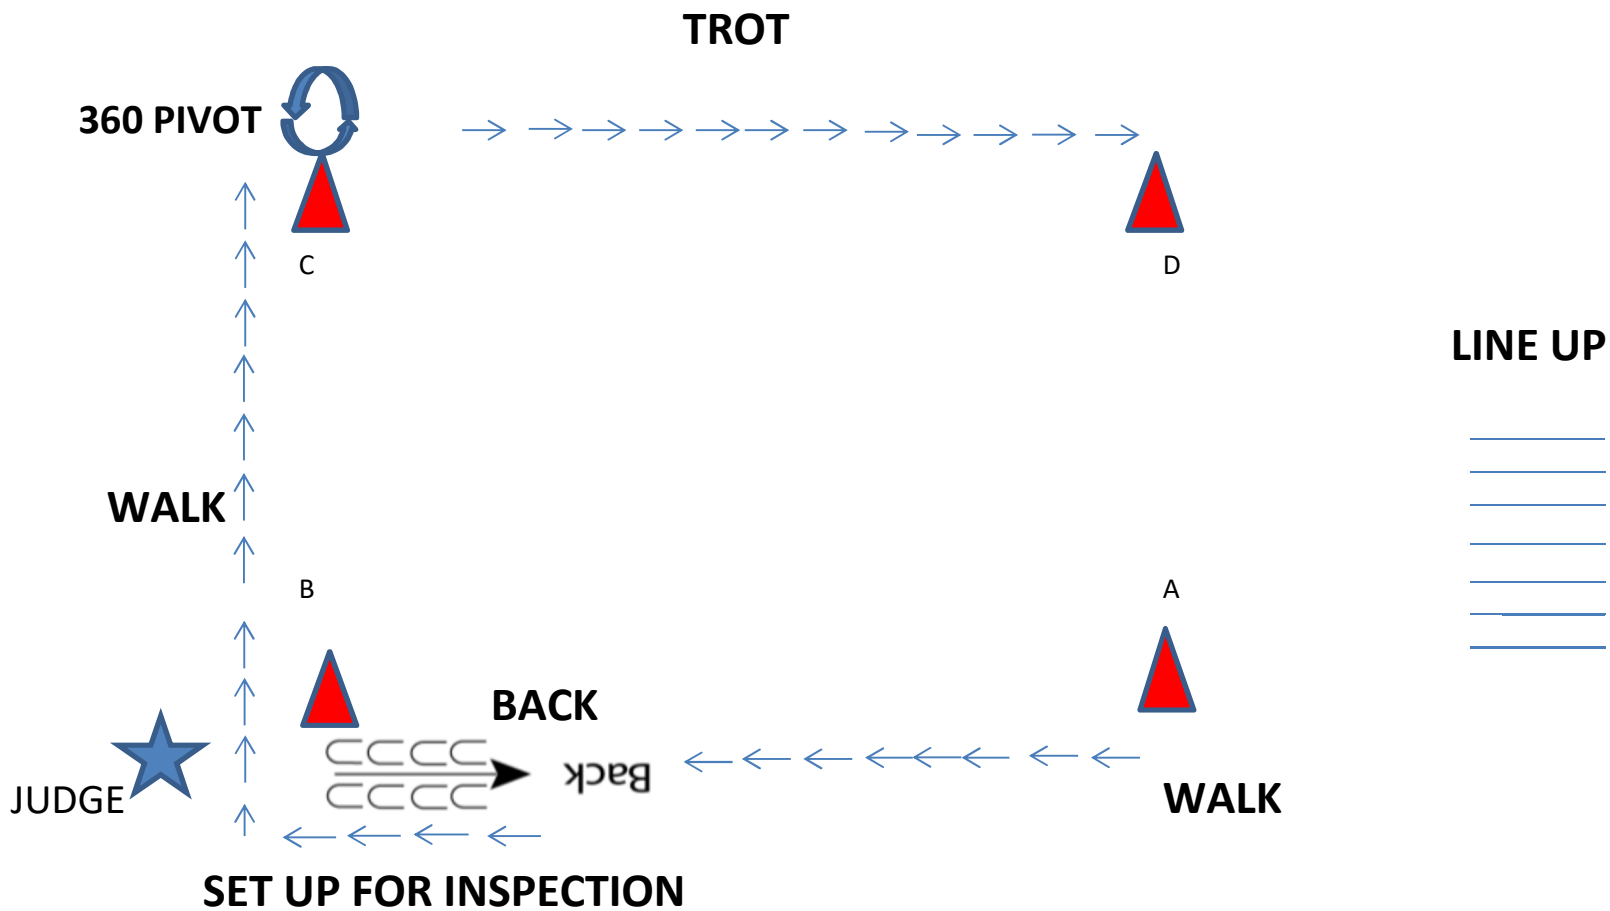 TROT
360 PIVOT
C
D
LINE UP
WALK
B
A
BACK
Back
JUDGE
WALK
SET UP FOR INSPECTION